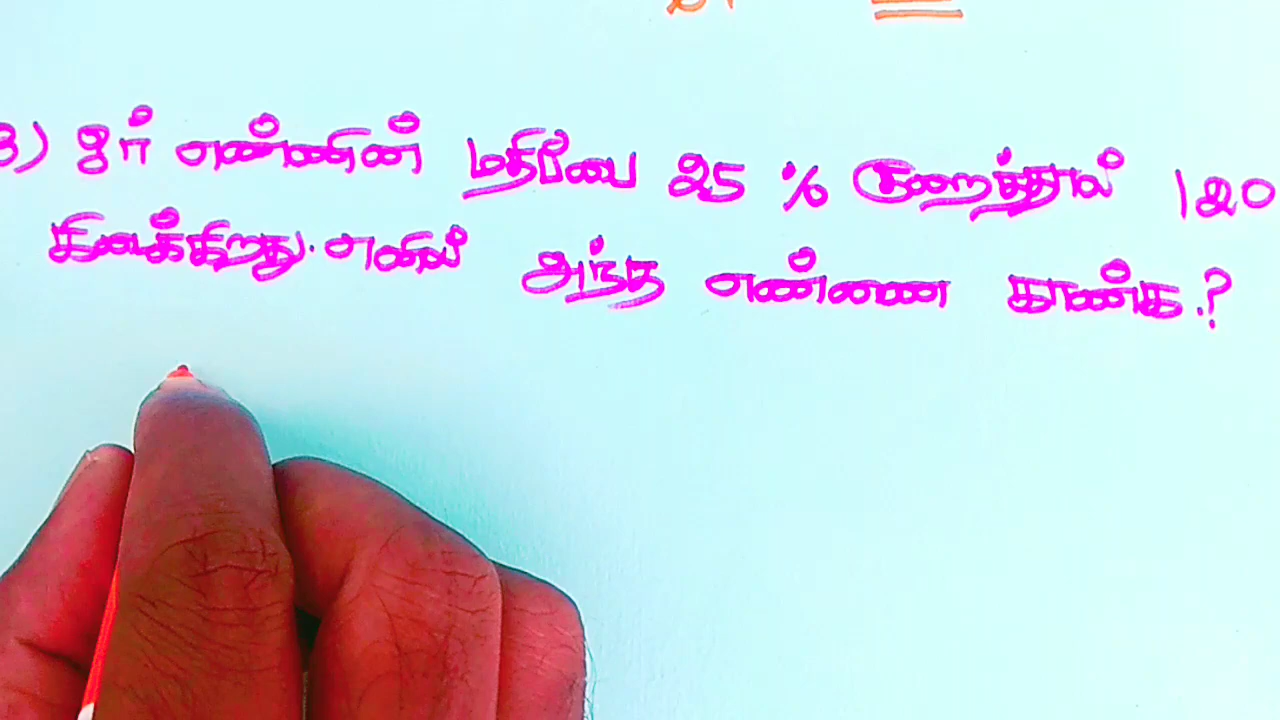 3) ஓர் எண்ணின் மதிப்பை 25 % குறைத்தால் 120
கிடைக்கிறது. எனில் அந்த எண்ணை காண்க.?